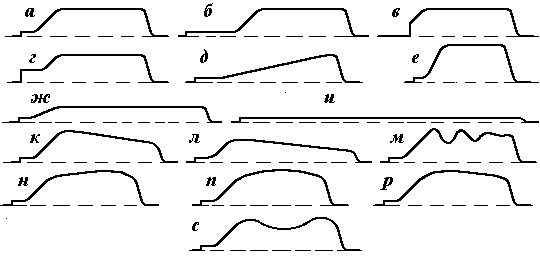 а б в
г д е
ж и
к л м
н п р
с